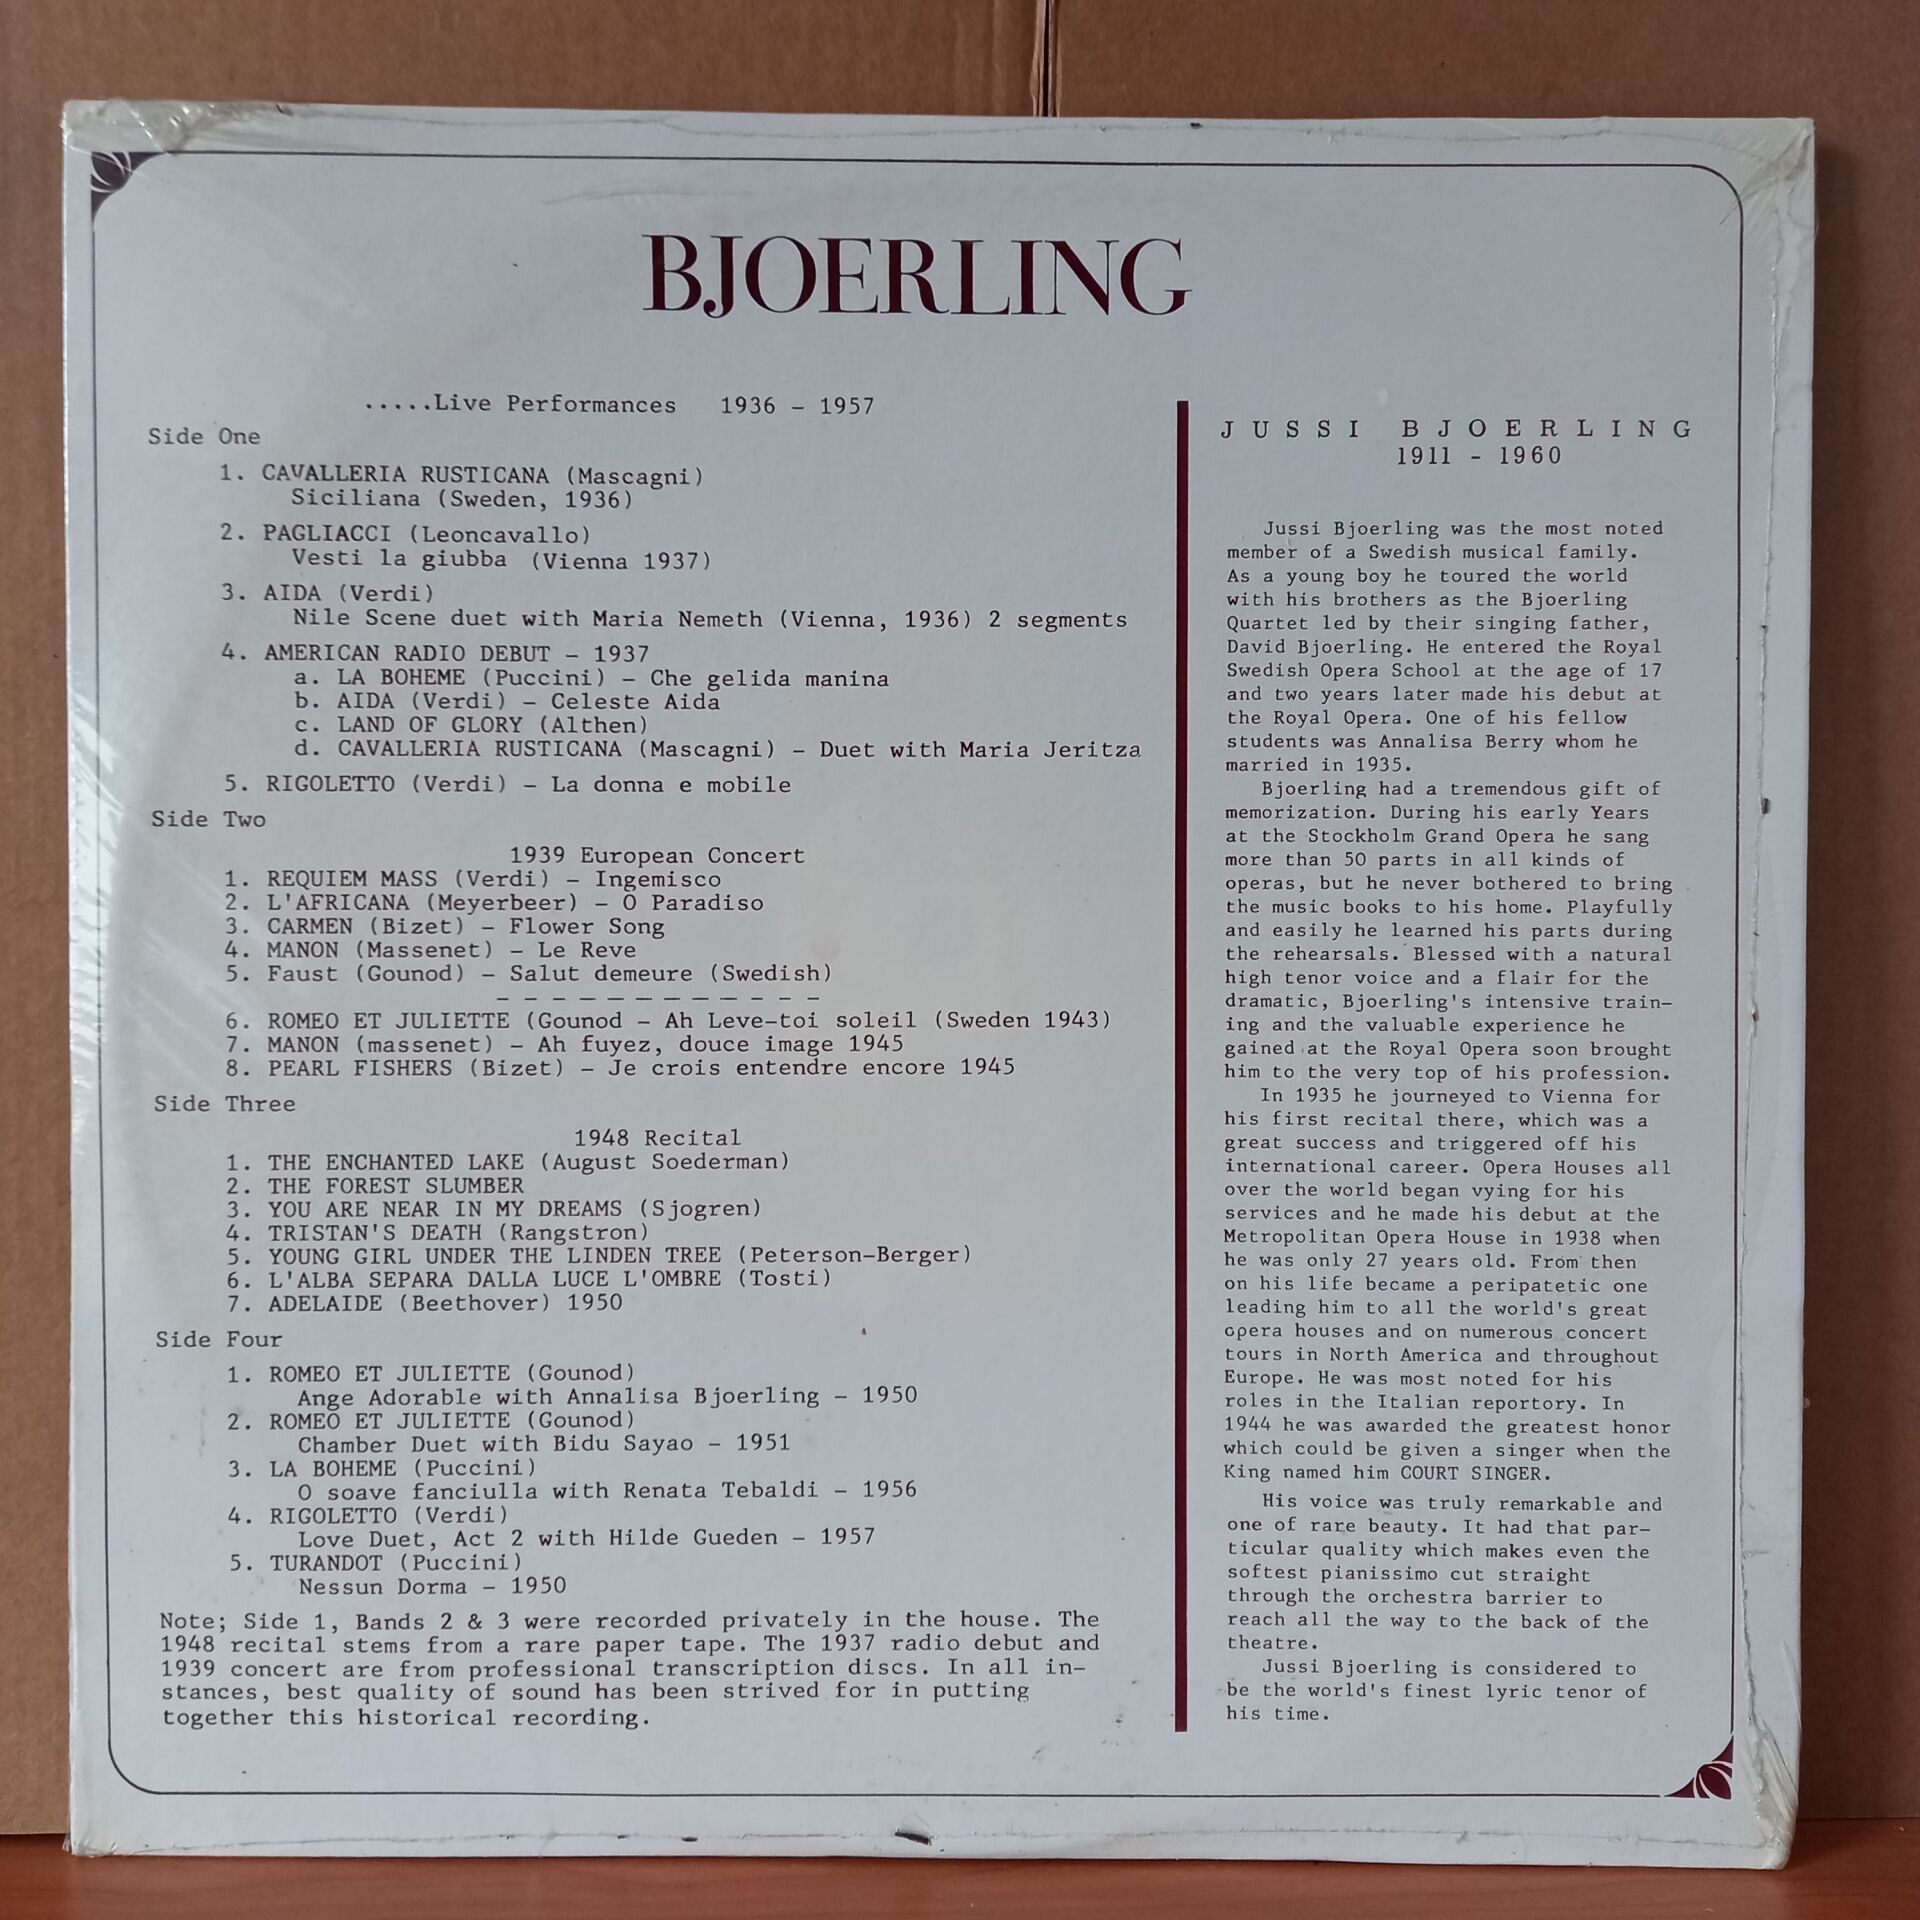 BJOERLING
.....Live Performances 1936 - 1957
Side One
1. CAVALLERIA RUSTICANA (Mascagni)
Siciliana (Sweden, 1936)
2. PAGLIACCI (Leoncavallo)
Vesti la giubba (Vienna 1937)
3. AIDA (Verdi)
Nile Scene duet with Maria Nemeth (Vienna, 1936) 2 segments
4. AMERICAN RADIO DEBUT - 1937
a. LA BOHEME (Puccini) - Che gelida manina
b. AIDA (Verdi) - Celeste Aida
c. LAND OF GLORY (Althen)
d. CAVALLERIA RUSTICANA (Mascagni) - Duet with Maria Jeritza
5. RIGOLETTO (Verdi) - La donna e mobile
Side Two
1939 European Concert
1. REQUIEM MASS (Verdi) - Ingemisco
2. L'AFRICANA (Meyerbeer) - O Paradiso
3. CARMEN (Bizet) - Flower Song
4. MANON (Massenet) - Le Reve
5. Faust (Gounod) - Salut demeure (Swedish)
- - - - - - - - - - - -
6. ROMEO ET JULIETTE (Gounod - Ah Leve-toi soleil (Sweden 1943)
7. MANON (massenet) - Ah fuyez, douce image 1945
8. PEARL FISHERS (Bizet) - Je crois entendre encore 1945
Side Three
1948 Recital
1. THE ENCHANTED LAKE (August Soederman)
2. THE FOREST SLUMBER
3. YOU ARE NEAR IN MY DREAMS (Sjogren)
4. TRISTAN'S DEATH (Rangstron)
5. YOUNG GIRL UNDER THE LINDEN TREE (Peterson-Berger)
6. L'ALBA SEPARA DALLA LUCE L'OMBRE (Tosti)
7. ADELAIDE (Beethover) 1950
Side Four
1. ROMEO ET JULIETTE (Gounod)
Ange Adorable with Annalisa Bjoerling - 1950
2. ROMEO ET JULIETTE (Gounod)
Chamber Duet with Bidu Sayao - 1951
3. LA BOHEME (Puccini)
O soave fanciulla with Renata Tebaldi - 1956
4. RIGOLETTO (Verdi)
Love Duet, Act 2 with Hilde Gueden - 1957
5. TURANDOT (Puccini)
Nessun Dorma - 1950
Note; Side 1, Bands 2 & 3 were recorded privately in the house. The
1948 recital stems from a rare paper tape. The 1937 radio debut and
1939 concert are from professional transcription discs. In all in-
stances, best quality of sound has been strived for in putting
together this historical recording.
JUSSI BJOERLING
1911 - 1960
Jussi Bjoerling was the most noted
member of a Swedish musical family.
As a young boy he toured the world
with his brothers as the Bjoerling
Quartet led by their singing father,
David Bjoerling. He entered the Royal
Swedish Opera School at the age of 17
and two years later made his debut at
the Royal Opera. One of his fellow
students was Annalisa Berry whom he
married in 1935.
Bjoerling had a tremendous gift of
memorization. During his early Years
at the Stockholm Grand Opera he sang
more than 50 parts in all kinds of
operas, but he never bothered to bring
the music books to his home. Playfully
and easily he learned his parts during
the rehearsals. Blessed with a natural
high tenor voice and a flair for the
dramatic, Bjoerling's intensive train-
ing and the valuable experience he
gained at the Royal Opera soon brought
him to the very top of his profession.
In 1935 he journeyed to Vienna for
his first recital there, which was a
great success and triggered off his
international career. Opera Houses all
over the world began vying for his
services and he made his debut at the
Metropolitan Opera House in 1938 when
he was only 27 years old. From then
on his life became a peripatetic one
leading him to all the world's great
opera houses and on numerous concert
tours in North America and throughout
Europe. He was most noted for his
roles in the Italian reportory. In
1944 he was awarded the greatest honor
which could be given a singer when the
King named him COURT SINGER.
His voice was truly remarkable and
one of rare beauty. It had that par-
ticular quality which makes even the
softest pianissimo cut straight
through the orchestra barrier to
reach all the way to the back of the
theatre.
Jussi Bjoerling is considered to
be the world's finest lyric tenor of
his time.